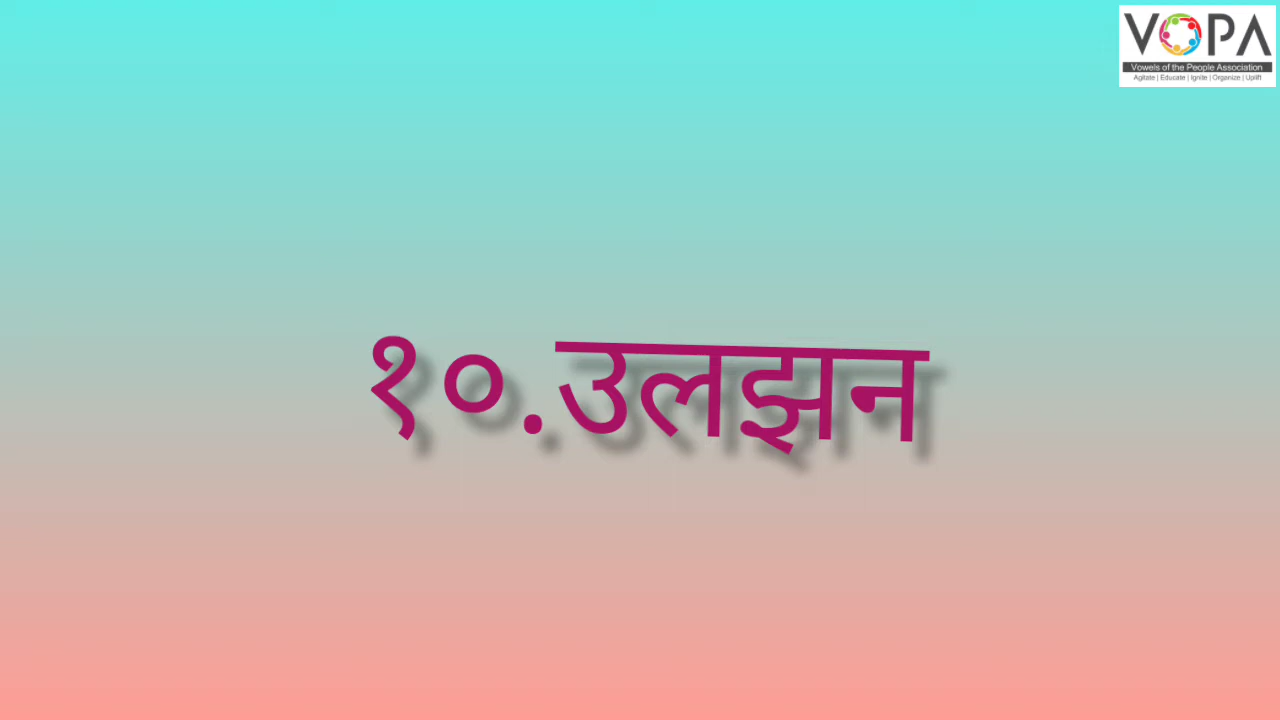 VOPA
Vowels of the People Association
Agitate | Educate | Ignite | Organize | Uplift
१०.उलझन